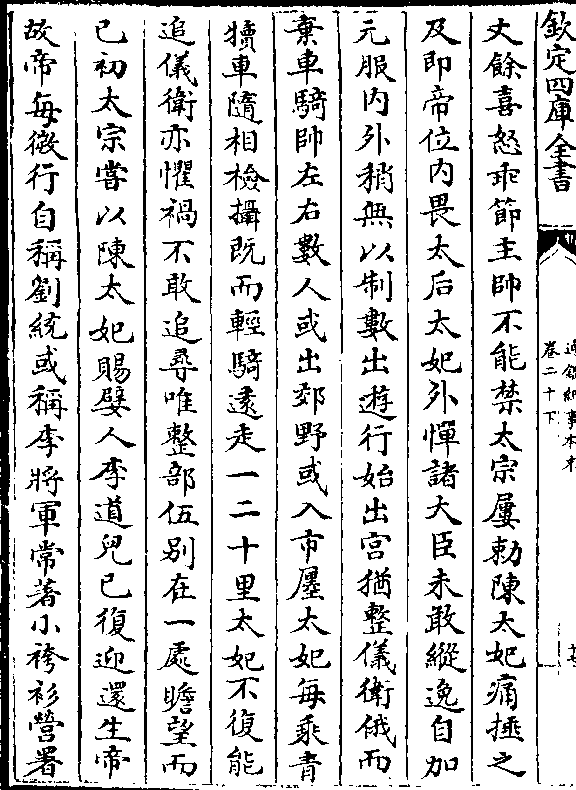 欽定四庫全書
通鑑紀事本末
卷二十下
丈餘喜怒乖節主帥不能禁太宗屢勅陳太妃痛捶之
及即帝位內畏太后太妃外憚諸大臣未敢縱逸自加
元服內外稍無以制數出遊行始出宮猶整儀衛俄而
棄車騎帥左右數人或出郊野或入市廛太妃每乘青
犢車隨相檢攝既而輕騎遠走一二十里太妃不復能
追儀衛亦懼禍不敢追尋唯整部伍别在一處瞻望而
已初太宗嘗以陳太妃賜嬖人李道兒已復迎還生帝
故帝每微行自稱劉統或稱李將軍常著小袴衫營署